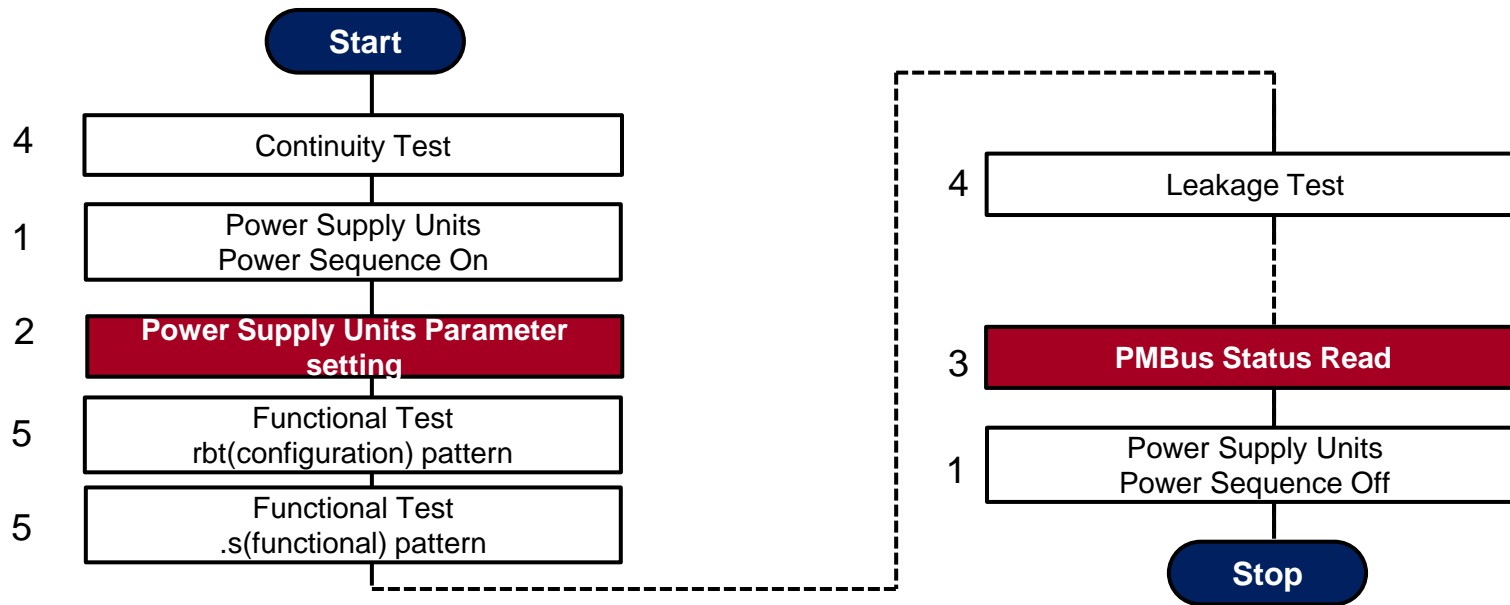 Start
4
Continuity Test
1
Power Supply Units
Power Sequence On
2
Power Supply Units Parameter
setting
5
Functional Test
rbt(configuration) pattern
5
Functional Test
.s(functional) pattern
4
Leakage Test
3
PMBus Status Read
1
Power Supply Units
Power Sequence Off
Stop